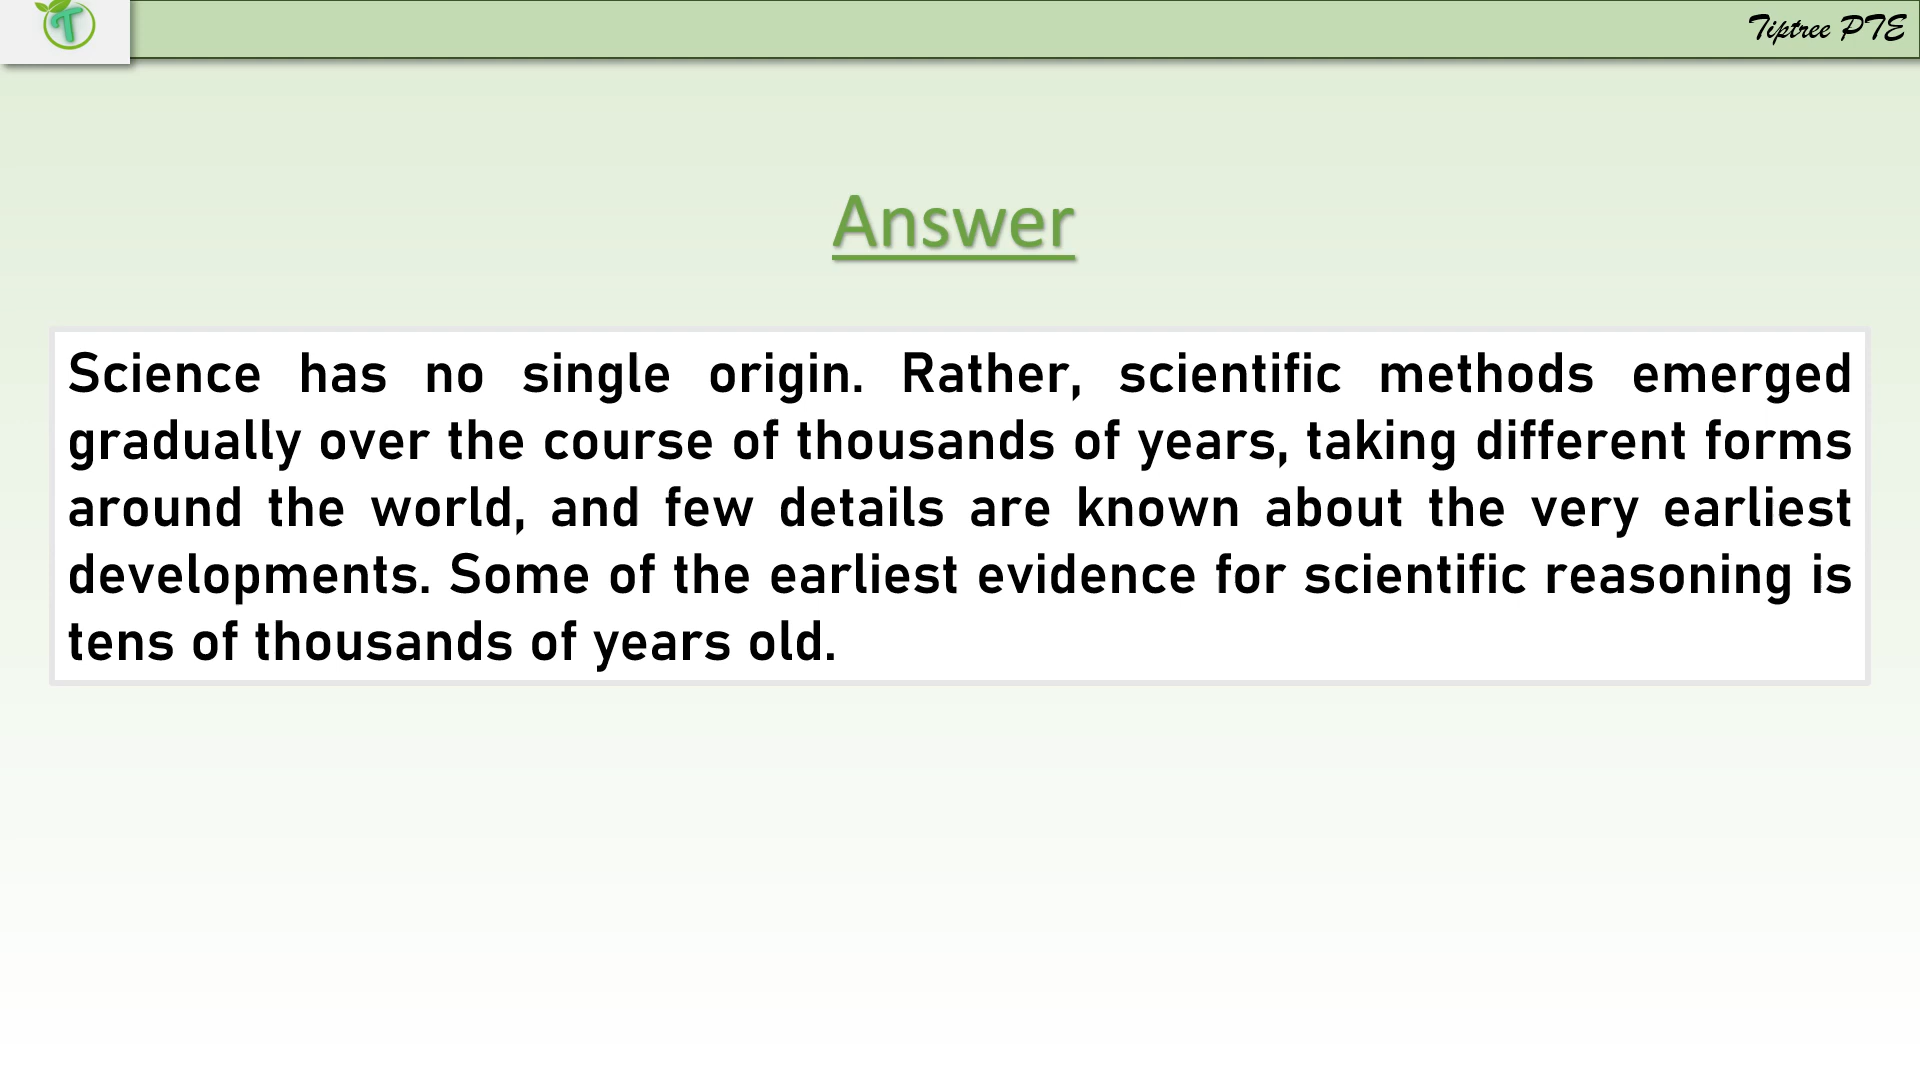 T
Tiptree PTE
Answer
Science has no single origin. Rather, scientific methods emerged
gradually over the course of thousands of years, taking different forms
around the world, and few details are known about the very earliest
developments. Some of the earliest evidence for scientific reasoning is
tens of thousands of years old.